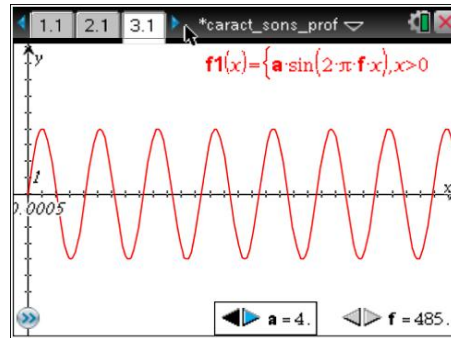 1.1 2.1 3.1 *caract_sons_prof
y
f1(x)={a·sin(2·π·f·x),x>0
1
x
0.0005
a = 4. f = 485.